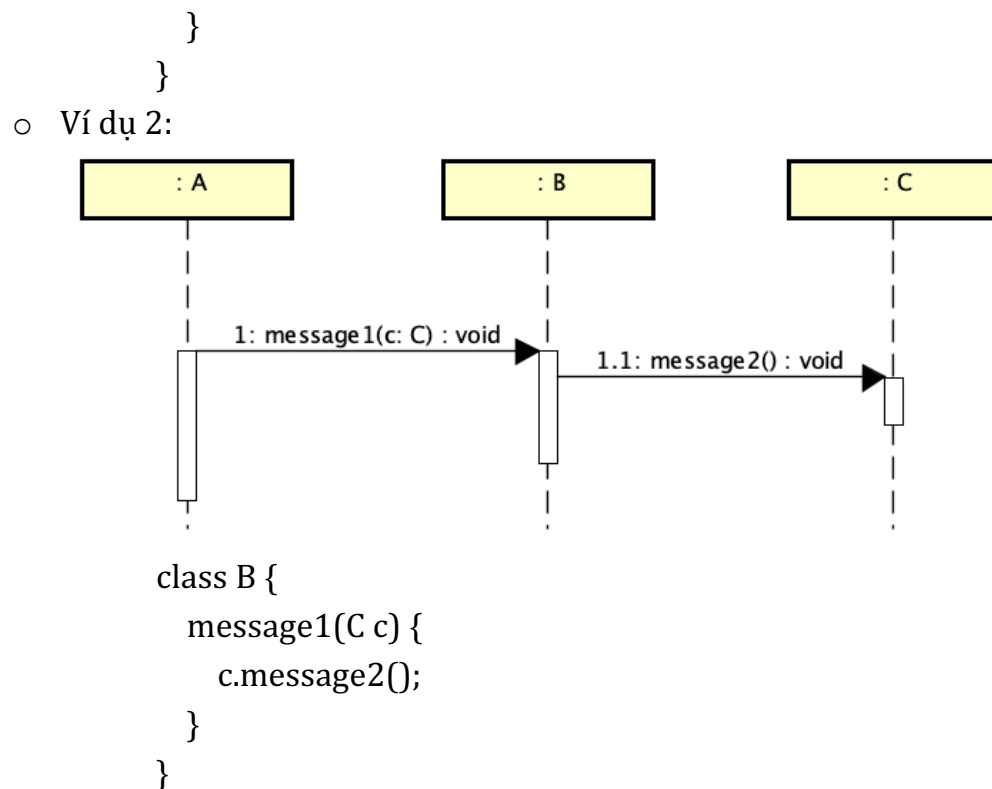 }
}
o Ví dụ 2:
: A : B : C
1: message1(c: C) : void
1.1: message2() : void
class B {
message1(C c) {
c.message2();
}
}